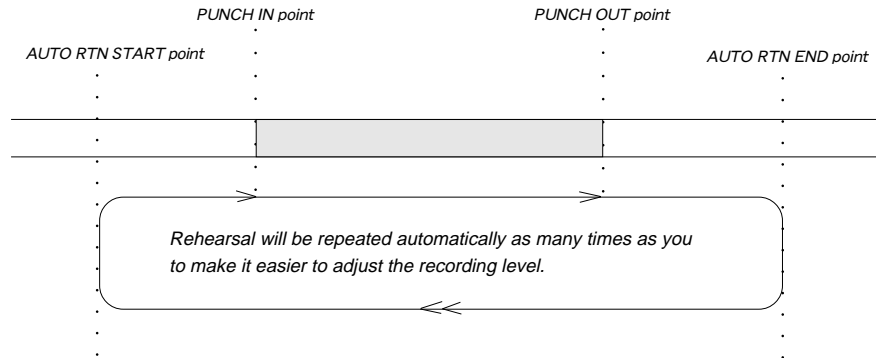 PUNCH IN point
PUNCH OUT point
AUTO RTN START point
AUTO RTN END point
Rehearsal will be repeated automatically as many times as you
to make it easier to adjust the recording level.